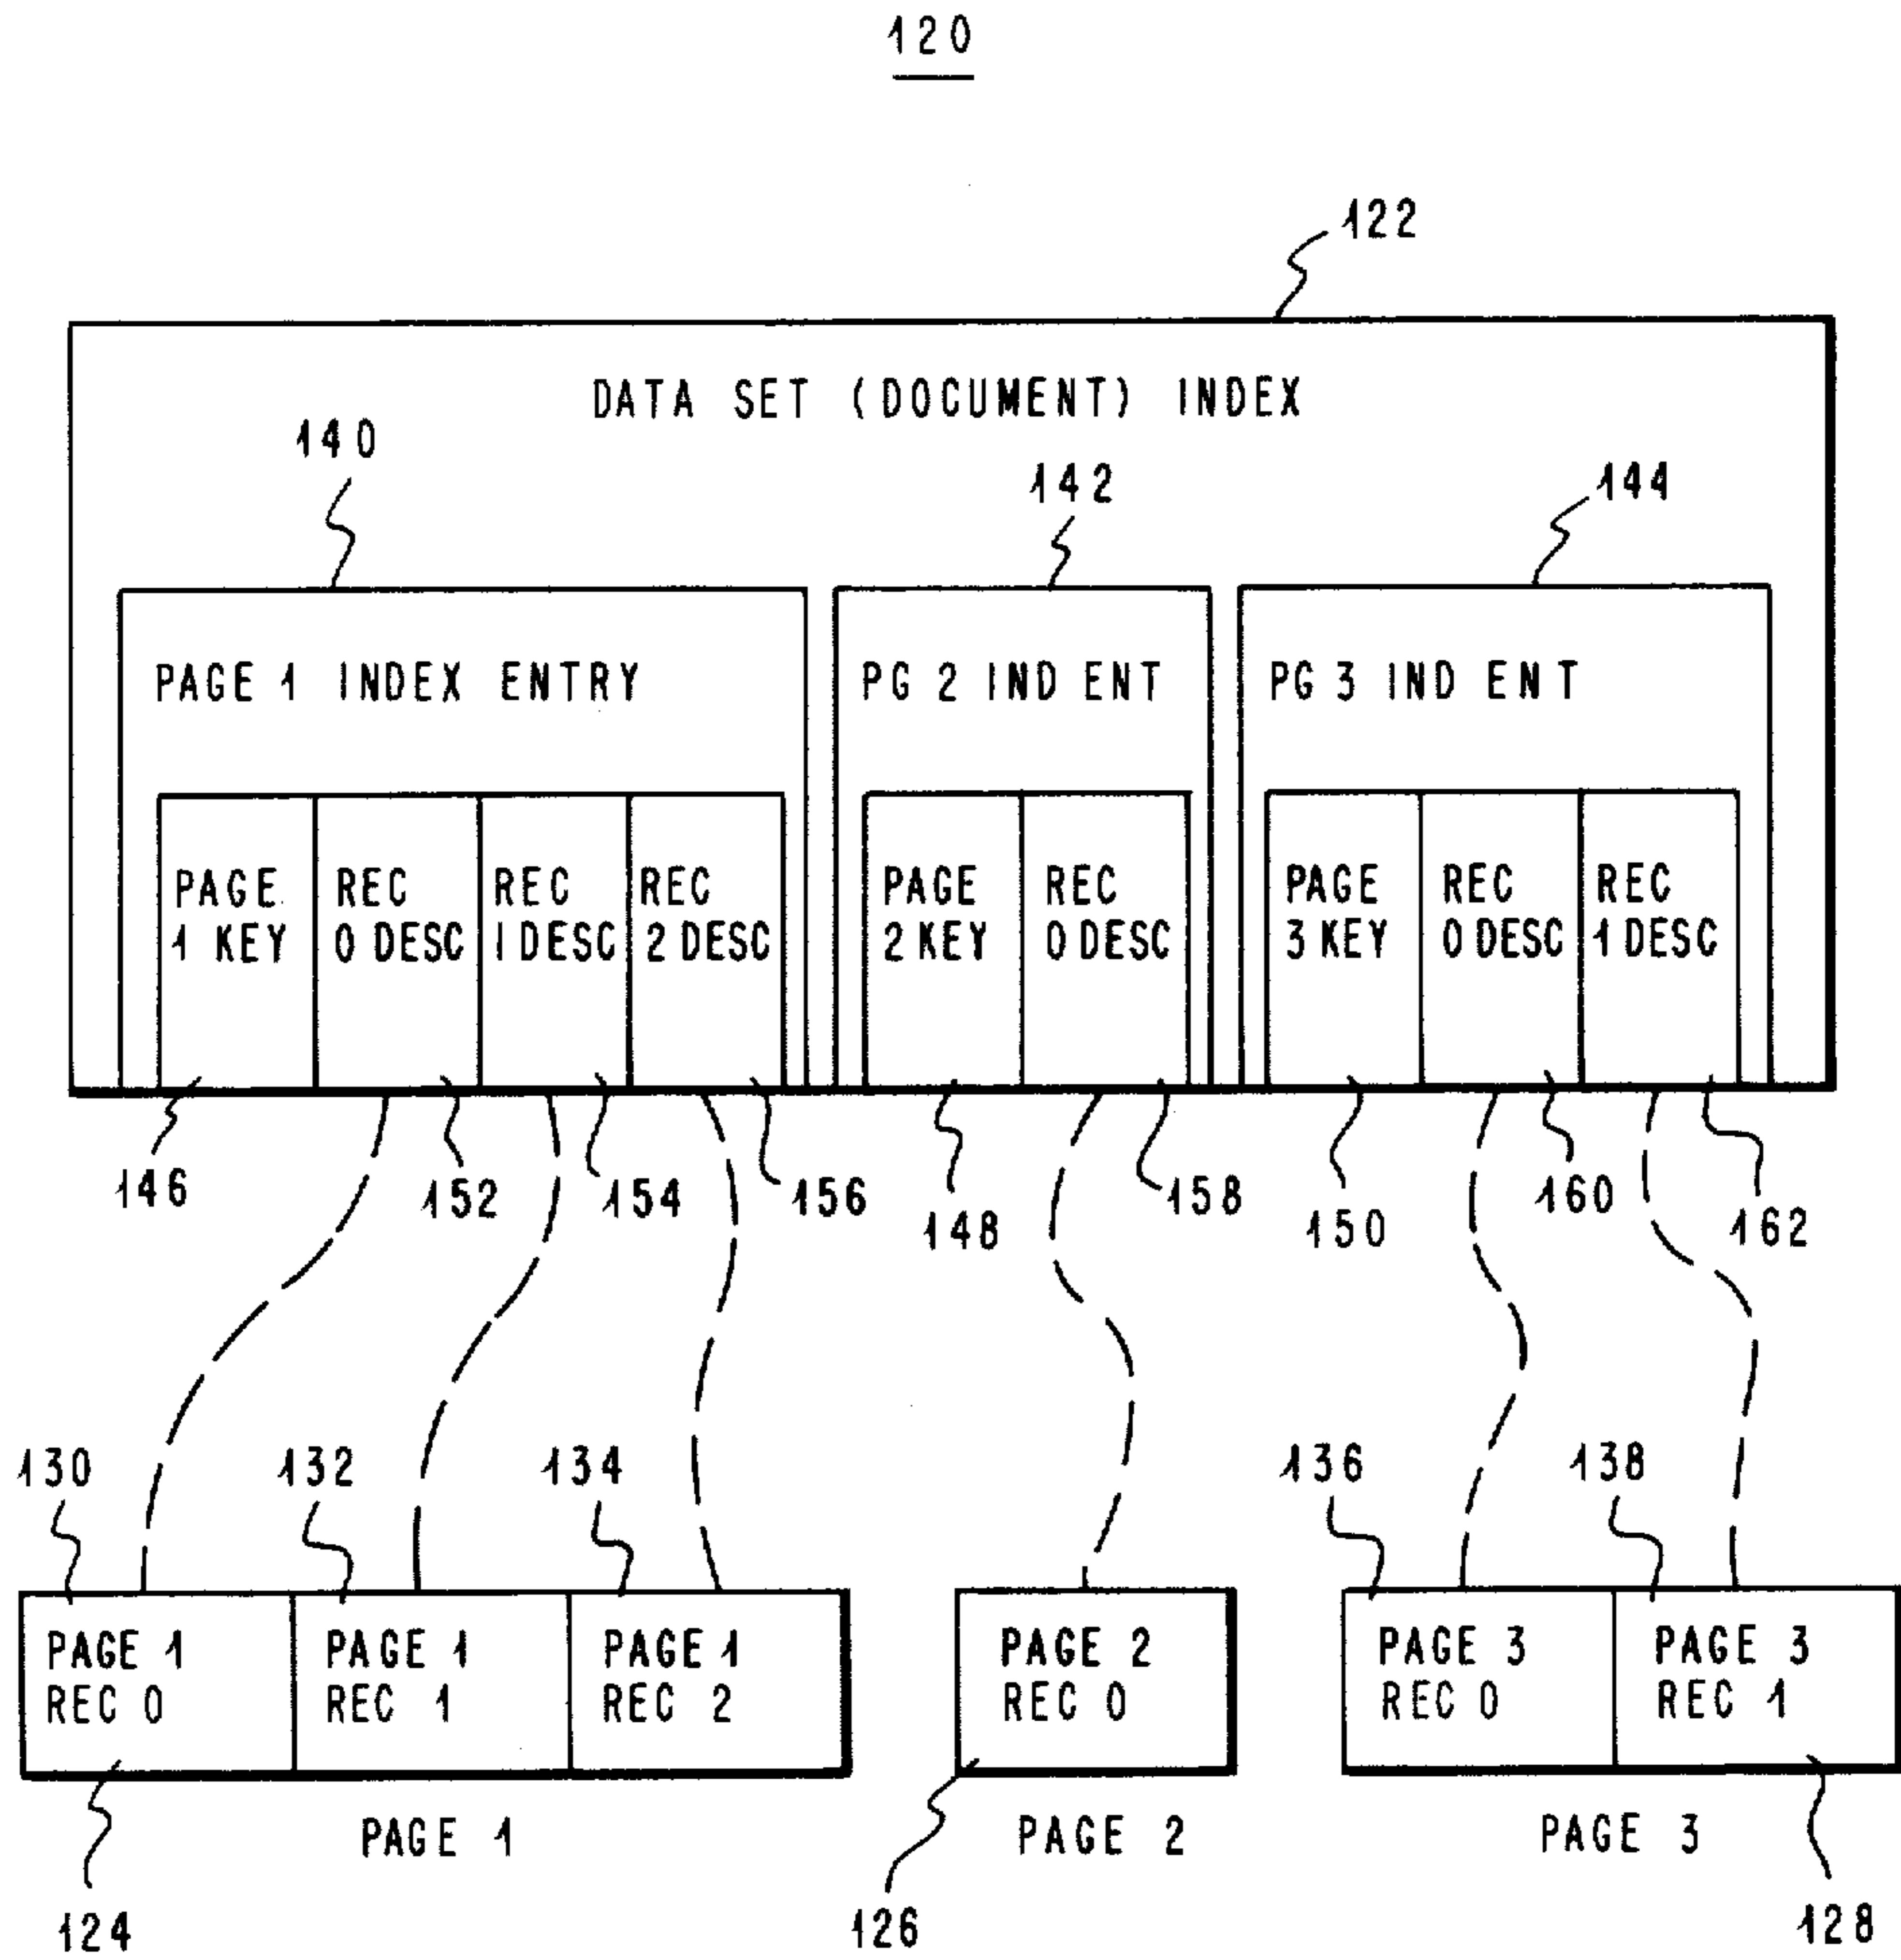 120
122
DATA SET (DOCUMENT) INDEX
140
142
144
PAGE 1 INDEX ENTRY
PG 2 IND ENT
PG 3 IND ENT
PAGE
1 KEY
REC
0 DESC
REC
1 DESC
REC
2 DESC
PAGE
2 KEY
REC
0 DESC
PAGE
3 KEY
REC
0 DESC
REC
1 DESC
146
152
154
156
148
158
150
160
162
130
132
134
136
138
PAGE 1
REC 0
PAGE 1
REC 1
PAGE 1
REC 2
PAGE 2
REC 0
PAGE 3
REC 0
PAGE 3
REC 1
PAGE 1
PAGE 2
PAGE 3
124
126
128